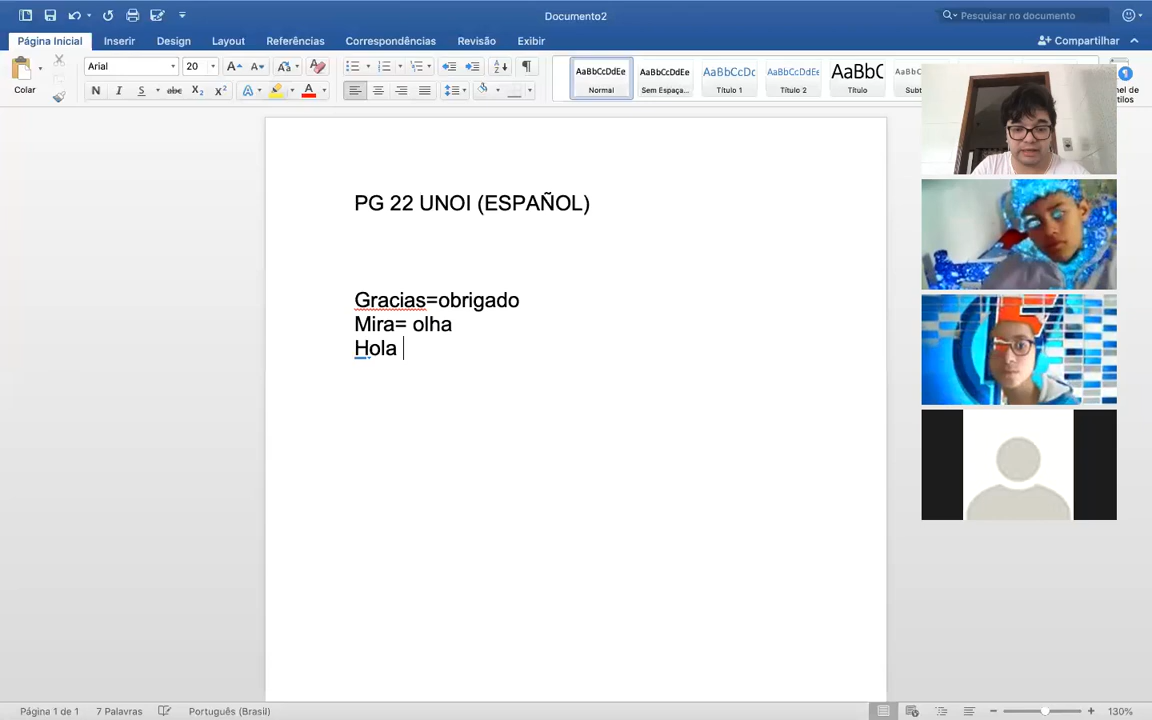 Documento2
Pesquisar no documento
Página Inicial Inserir Design Layout Referências Correspondências Revisão Exibir Compartilhar
Colar
Arial 20
AaBbCcDdEe AaBbCcDdEe AaBbCcDc AaBbCcDdEe AaBbC AaBbCcD
Normal Sem Espaça... Título 1 Título 2 Título
PG 22 UNOI (ESPAÑOL)
Gracias=obrigado
Mira= olha
Hola
Página 1 de 1 7 Palavras Português (Brasil) 130%